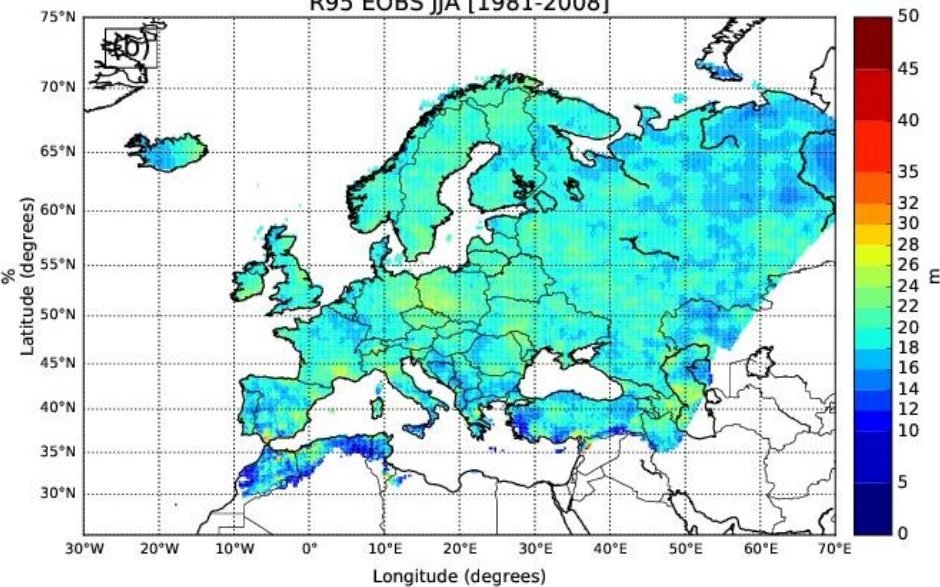 R95 EOBS JJA [1981-2008]
b)
75°N
70°N
65°N
60°N
55°N
50°N
45°N
40°N
35°N
30°N
%
Latitude (degrees)
30°W 20°W 10°W 0° 10°E 20°E 30°E 40°E 50°E 60°E 70°E
Longitude (degrees)
50
45
40
35
32
30
28
26
24
22
20
18
16
14
12
10
5
0
m